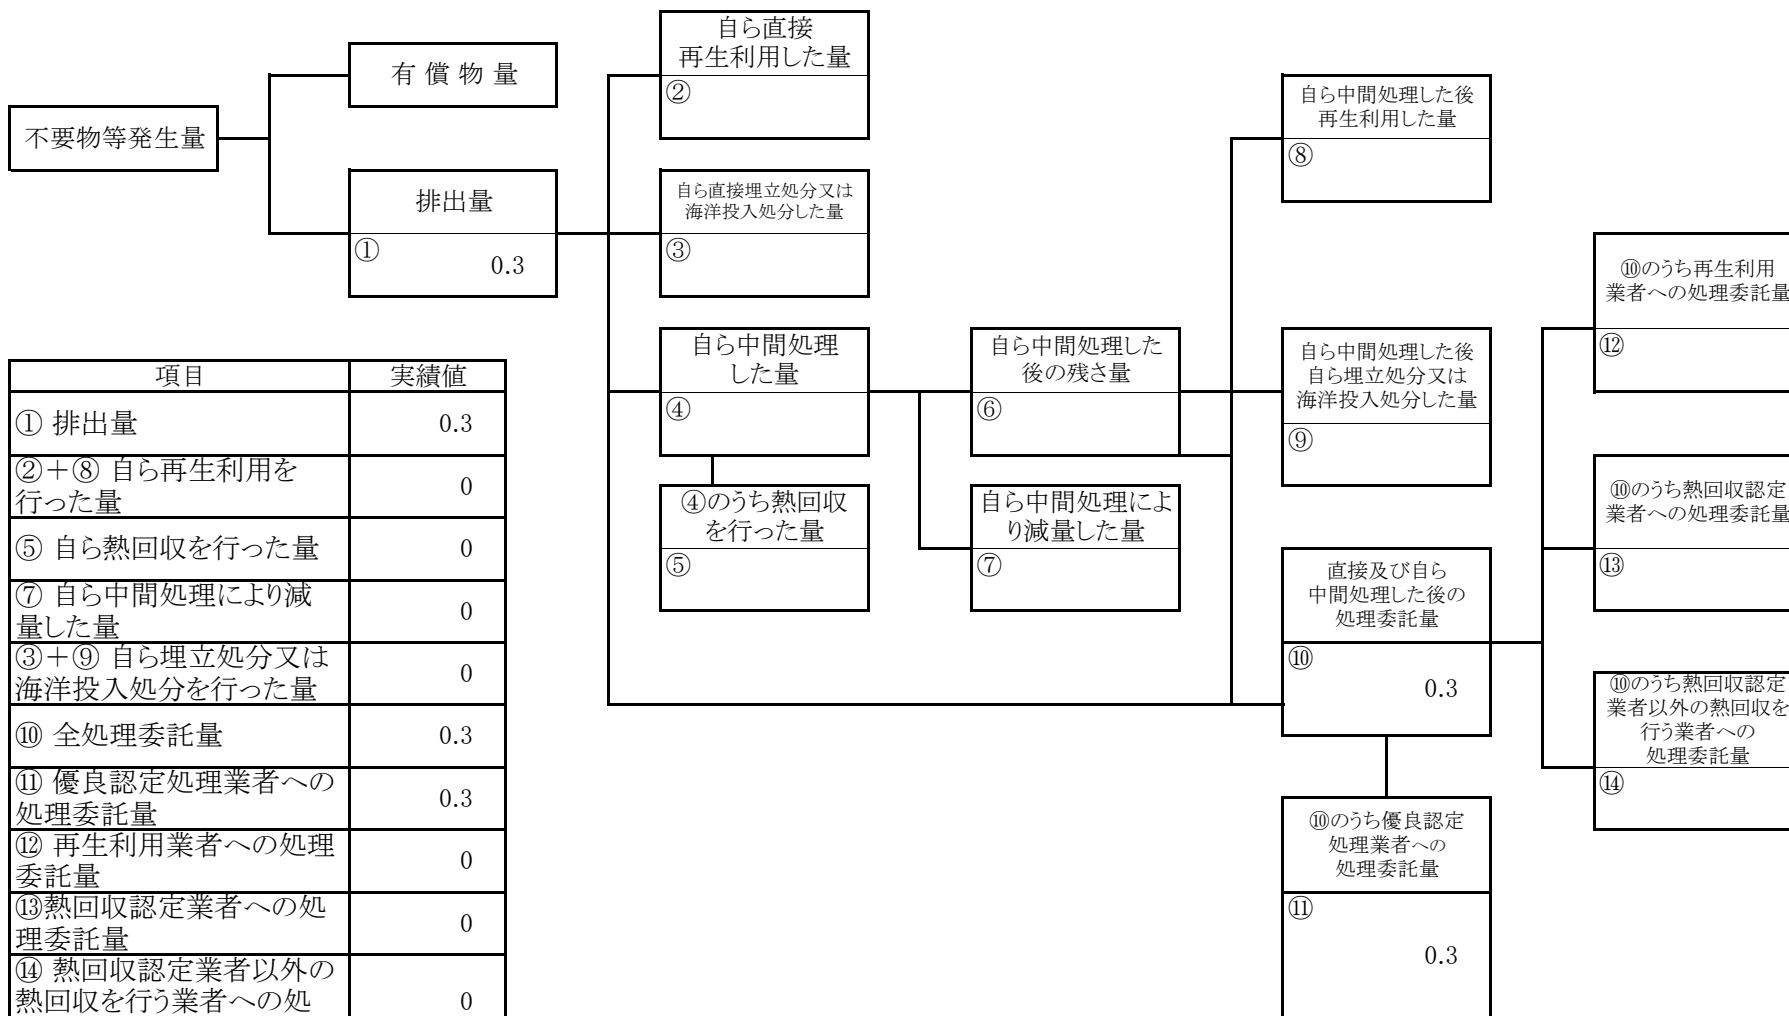 不要物等発生量
有 償 物 量
排出量
①
0.3
自ら直接
再生利用した量
②
自ら直接埋立処分又は
海洋投入処分した量
③
自ら中間処理
した量
④
④のうち熱回収
を行った量
⑤
自ら中間処理した
後の残さ量
⑥
自ら中間処理によ
り減量した量
⑦
自ら中間処理した後
再生利用した量
⑧
自ら中間処理した後
自ら埋立処分又は
海洋投入処分した量
⑨
直接及び自ら
中間処理した後の
処理委託量
⑩
0.3
⑩のうち優良認定
処理業者への
処理委託量
⑪
0.3
⑩のうち再生利用
業者への処理委託量
⑫
⑩のうち熱回収認定
業者への処理委託量
⑬
⑩のうち熱回収認定
業者以外の熱回収を
行う業者への
処理委託量
⑭
項目 実績値
① 排出量 0.3
②＋⑧ 自ら再生利用を
行った量 0
⑤ 自ら熱回収を行った量 0
⑦ 自ら中間処理により減
量した量 0
③＋⑨ 自ら埋立処分又は
海洋投入処分を行った量 0
⑩ 全処理委託量 0.3
⑪ 優良認定処理業者への
処理委託量 0.3
⑫ 再生利用業者への処理
委託量 0
⑬熱回収認定業者への処
理委託量 0
⑭ 熱回収認定業者以外の
熱回収を行う業者への処 0